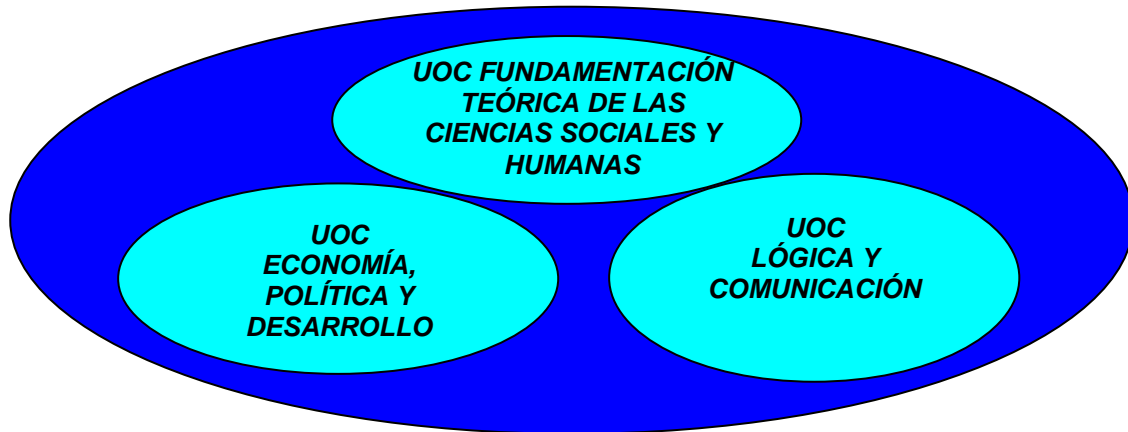 UOC FUNDAMENTACIÓN
TEÓRICA DE LAS
CIENCIAS SOCIALES Y
HUMANAS
UOC
ECONOMÍA,
POLÍTICA Y
DESARROLLO
UOC
LÓGICA Y
COMUNICACIÓN